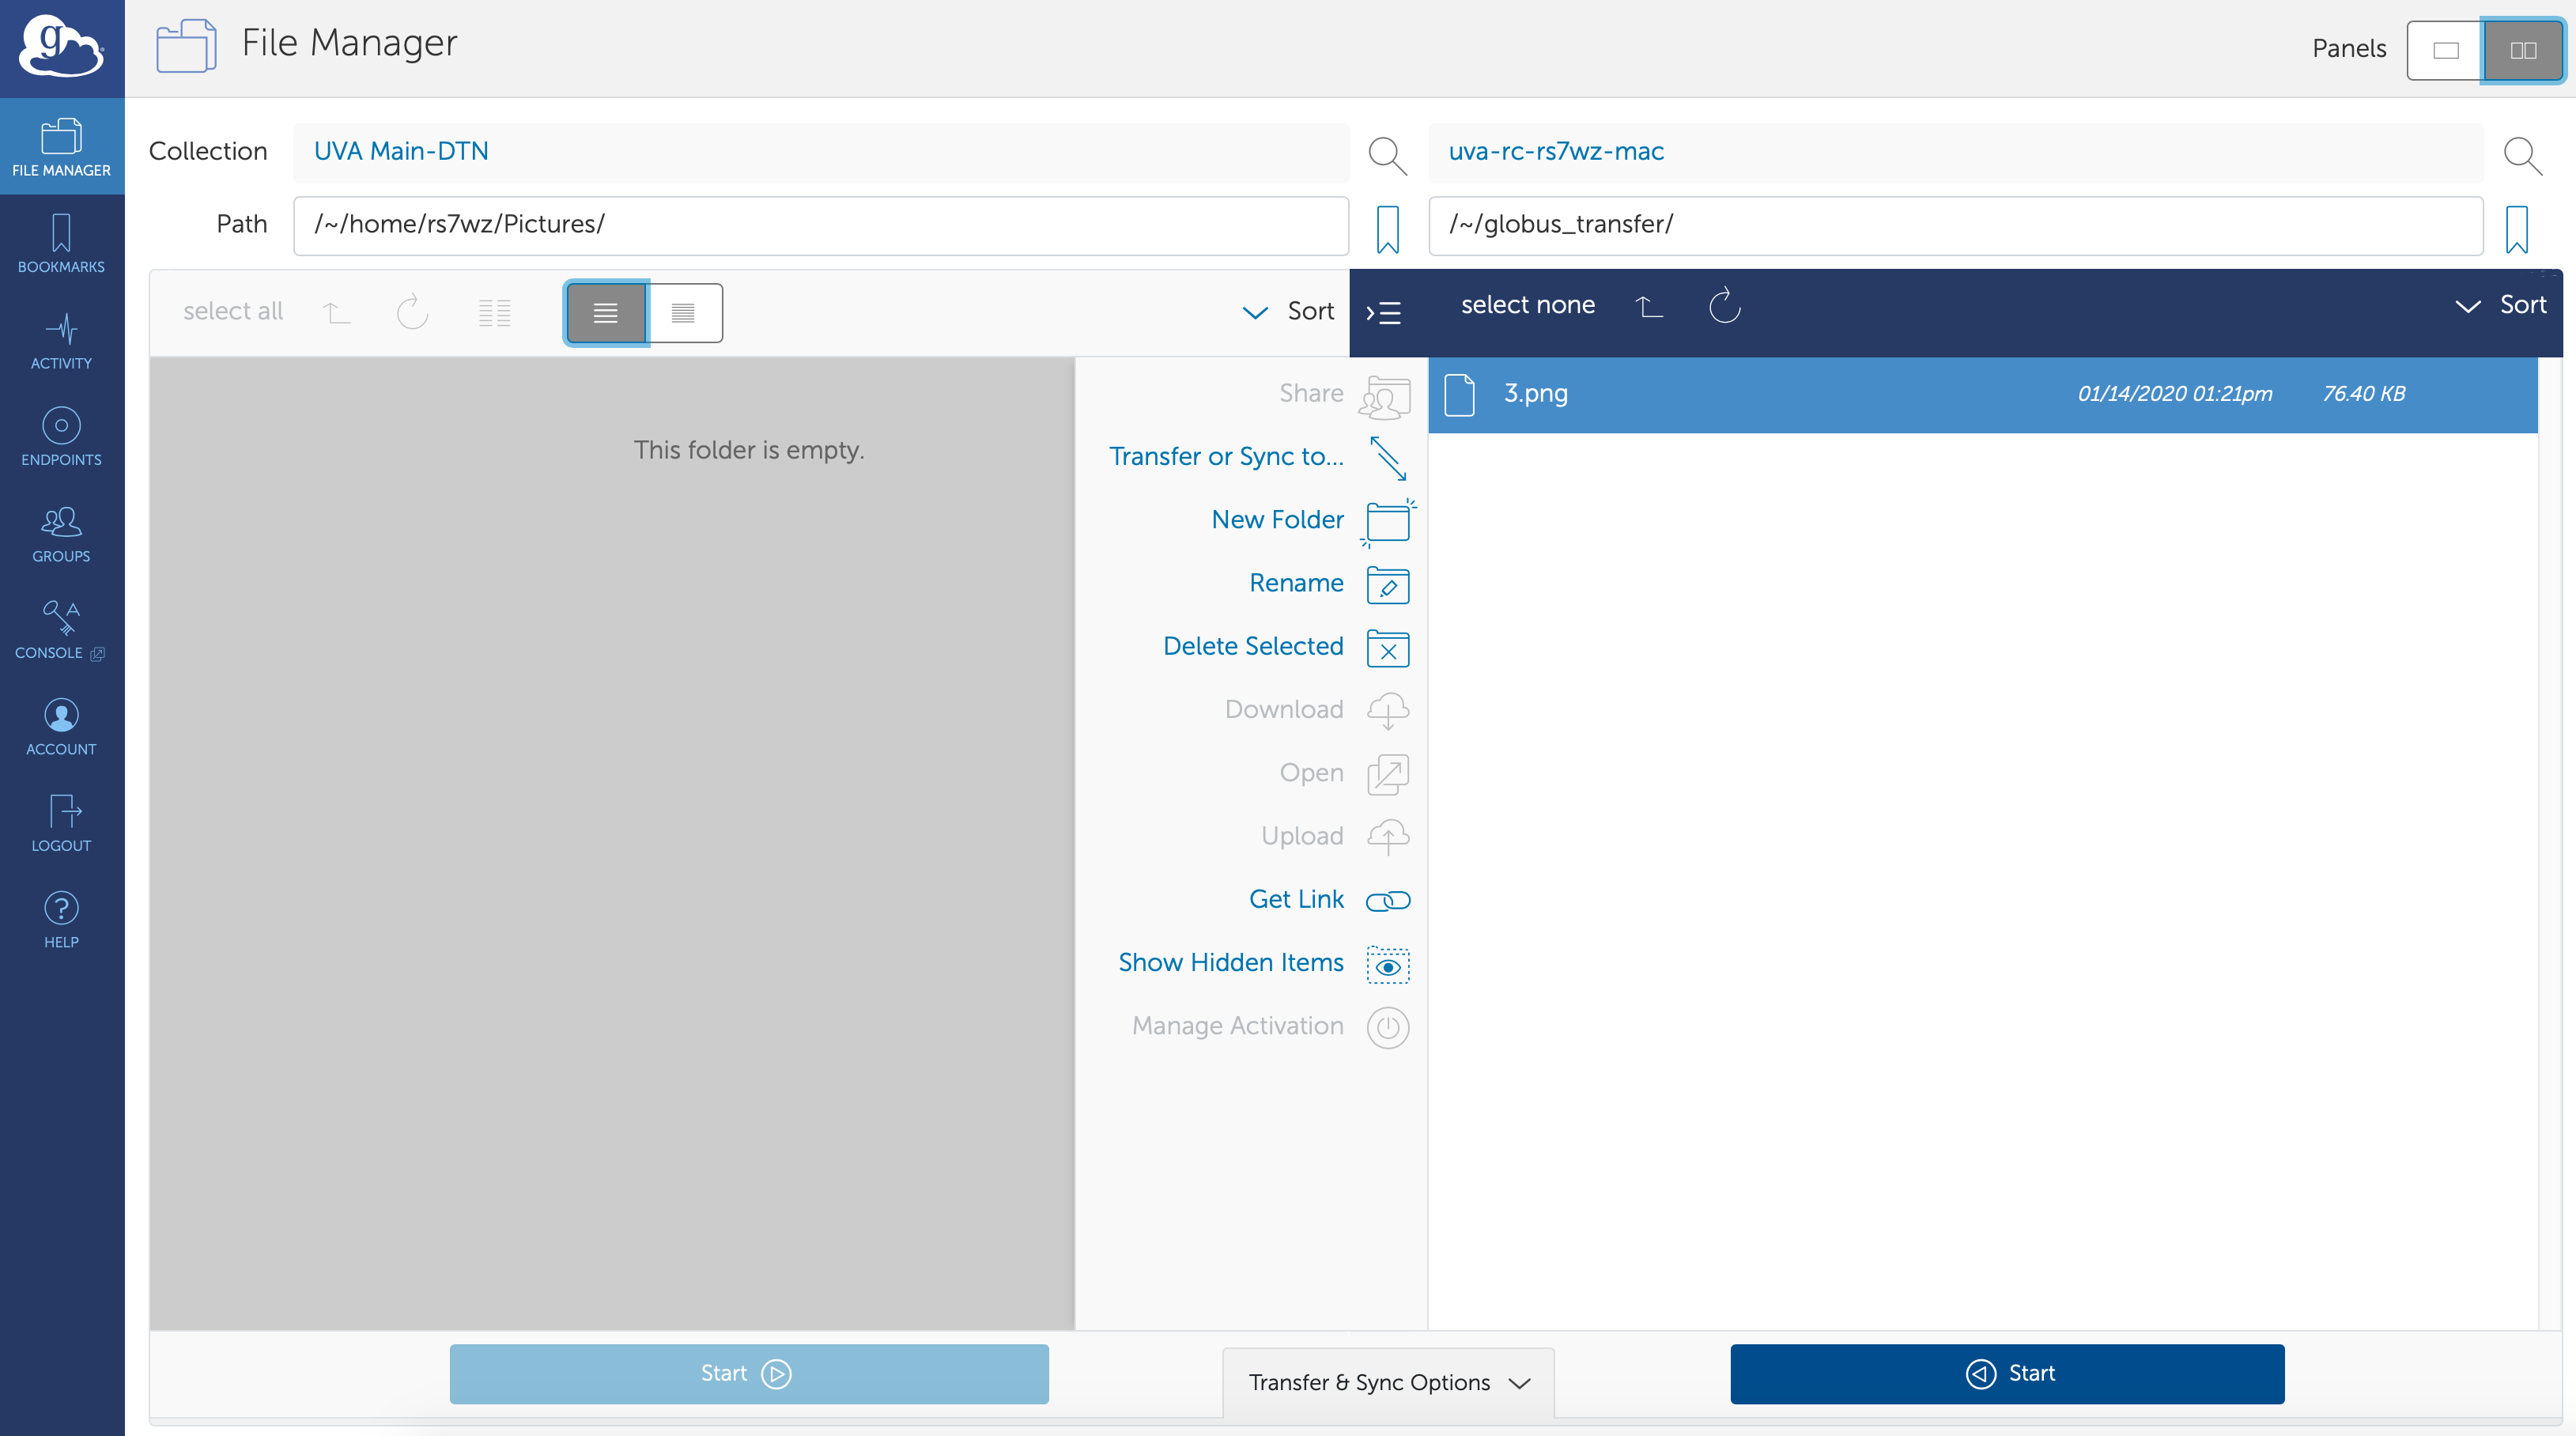 g
File Manager
Panels
FILE MANAGER
BOOKMARKS
ACTIVITY
ENDPOINTS
GROUPS
CONSOLE
ACCOUNT
LOGOUT
HELP
Collection UVA Main-DTN uva-rc-rs7wz-mac
Path /~/home/rs7wz/Pictures/ /~/globus_transfer/
select all Sort select none Sort
This folder is empty.
Share
Transfer or Sync to...
New Folder
Rename
Delete Selected
Download
Open
Upload
Get Link
Show Hidden Items
Manage Activation
3.png 01/14/2020 01:21pm 76.40 KB
Start Transfer & Sync Options Start